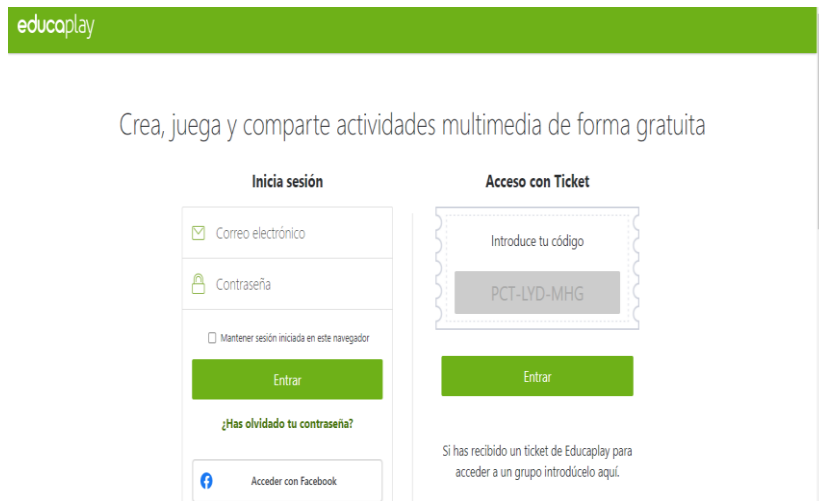 educaplay
Crea, juega y comparte actividades multimedia de forma gratuita
Inicia sesión
Correo electrónico
Contraseña
Mantener sesión iniciada en este navegador
Entrar
¿Has olvidado tu contraseña?
Acceder con Facebook
Acceso con Ticket
Introduce tu código
PCT-LYD-MHG
Entrar
Si has recibido un ticket de Educaplay para
acceder a un grupo introdúcelo aquí.